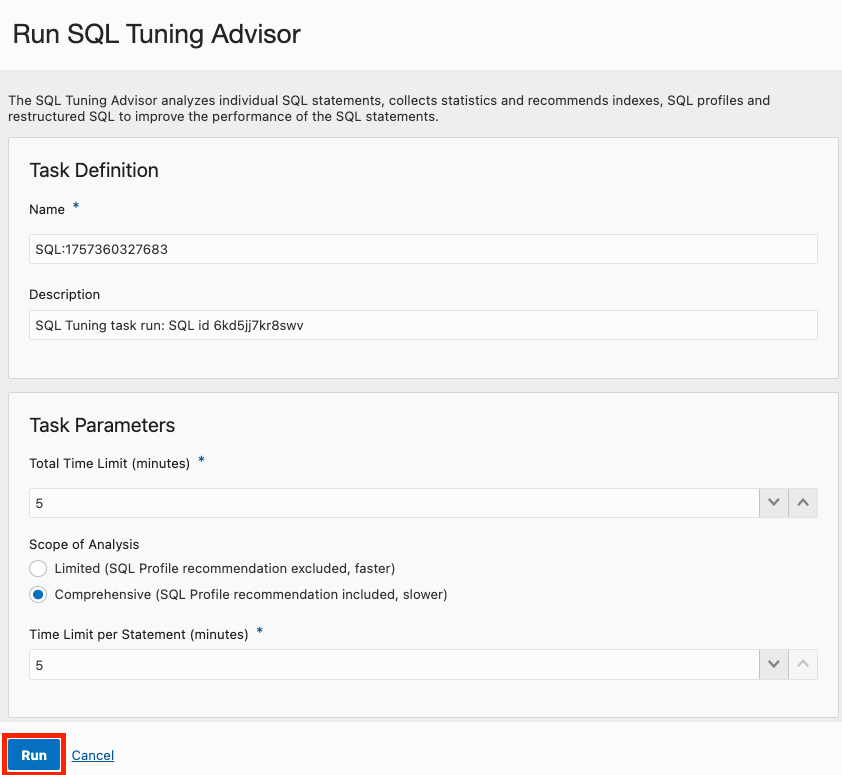 Run SQL Tuning Advisor
The SQL Tuning Advisor analyzes individual SQL statements, collects statistics and recommends indexes, SQL profiles and
restructured SQL to improve the performance of the SQL statements.
Task Definition
Name *
SQL:1757360327683
Description
SQL Tuning task run: SQL id 6kd5jj7kr8swv
Task Parameters
Total Time Limit (minutes) *
5
Scope of Analysis
Limited (SQL Profile recommendation excluded, faster)
Comprehensive (SQL Profile recommendation included, slower)
Time Limit per Statement (minutes) *
5
Run Cancel